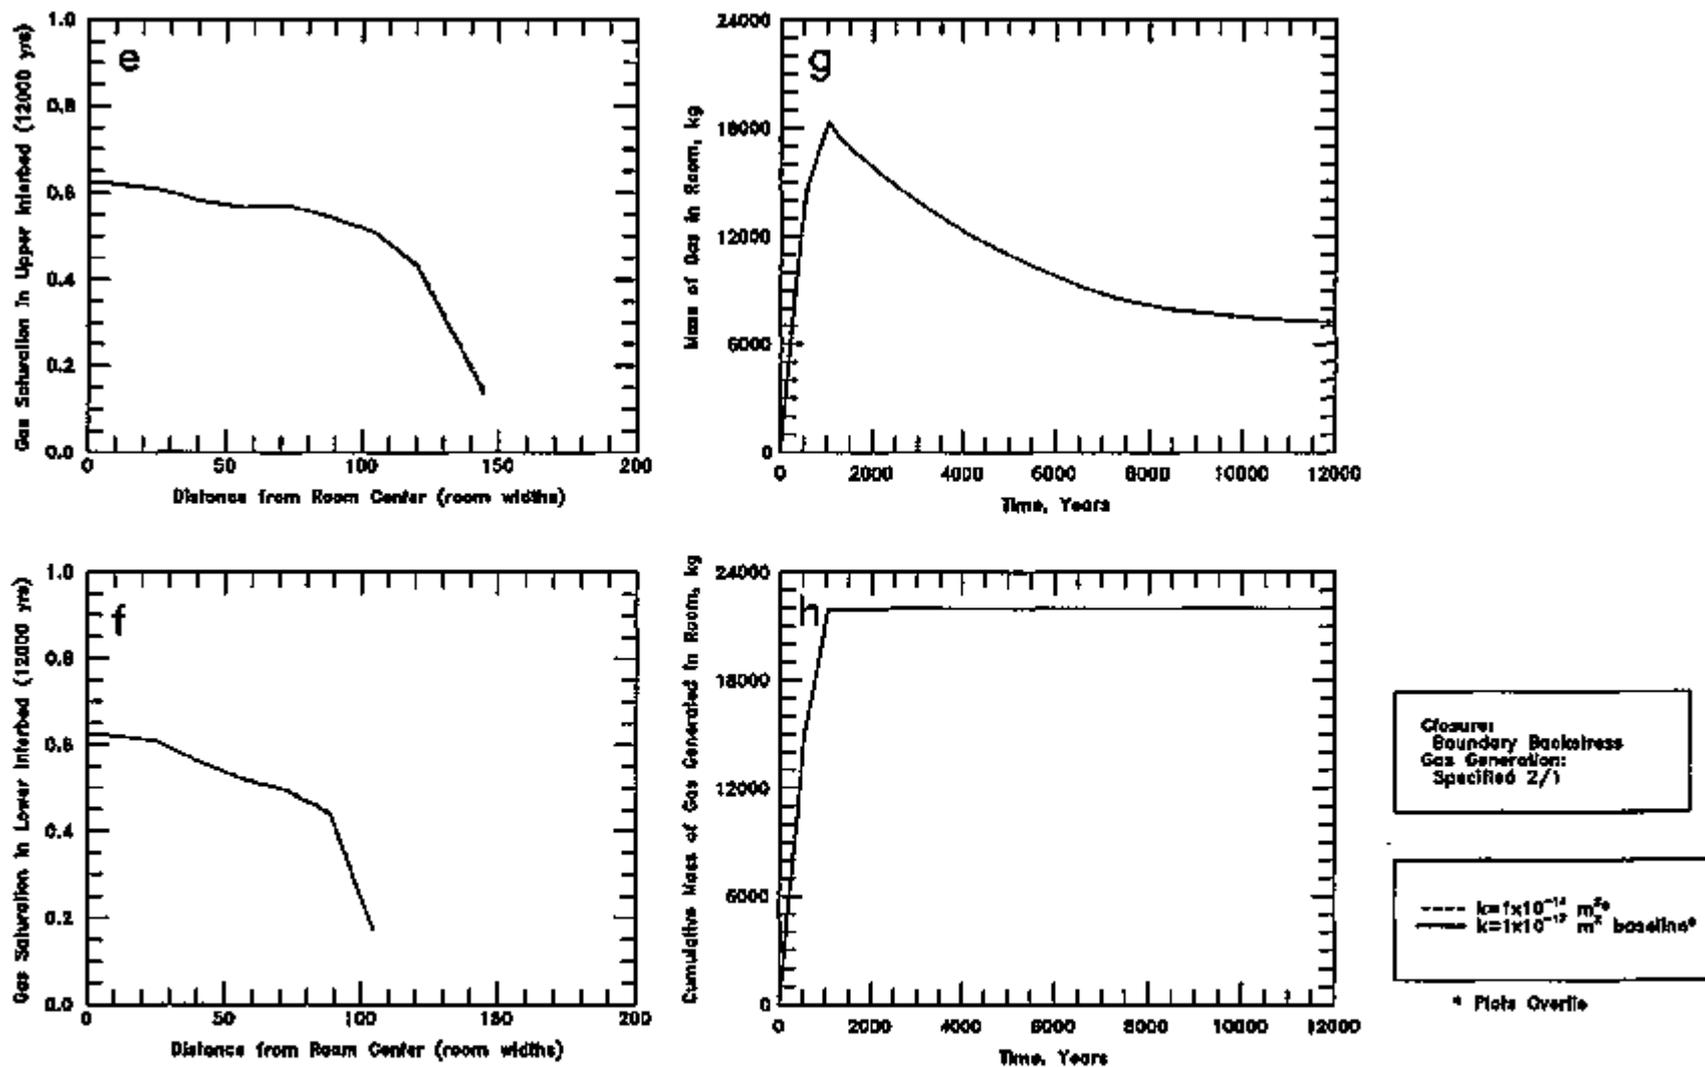 1.0
0.8
0.6
0.4
0.2
0.0
e
Gas Saturation in Upper Interbed (12000 yrs)
0 50 100 150 200
Distance from Room Center (room widths)
24000
18000
12000
6000
0
g
Mass of Gas in Room, kg
0 2000 4000 6000 8000 10000 12000
Time, Years
1.0
0.8
0.6
0.4
0.2
0.0
f
Gas Saturation in Lower Interbed (12000 yrs)
0 50 100 150 200
Distance from Room Center (room widths)
24000
18000
12000
6000
0
h
Cumulative Mass of Gas Generated in Room, kg
0 2000 4000 6000 8000 10000 12000
Time, Years
Closure:
Boundary Backstress
Gas Generation:
Specified 2/1
m²*
m² baseline*
* Plots Overlie